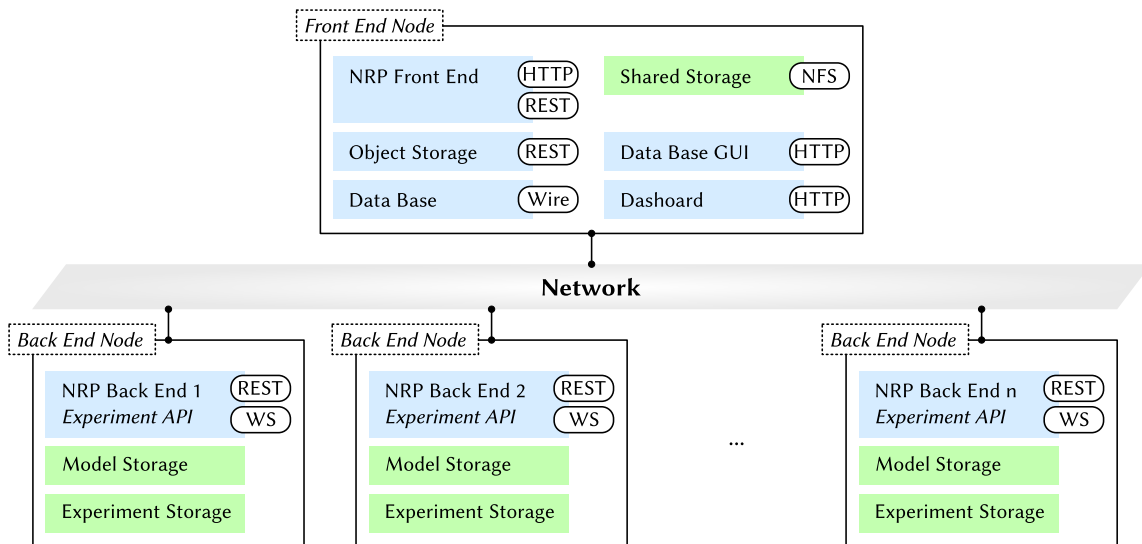 Front End Node
NRP Front End
HTTP
REST
Shared Storage
NFS
Object Storage
REST
Data Base GUI
HTTP
Data Base
Wire
Dashoard
HTTP
Network
Back End Node
NRP Back End 1
Experiment API
REST
WS
Model Storage
Experiment Storage
Back End Node
NRP Back End 2
Experiment API
REST
WS
Model Storage
Experiment Storage
...
Back End Node
NRP Back End n
Experiment API
REST
WS
Model Storage
Experiment Storage